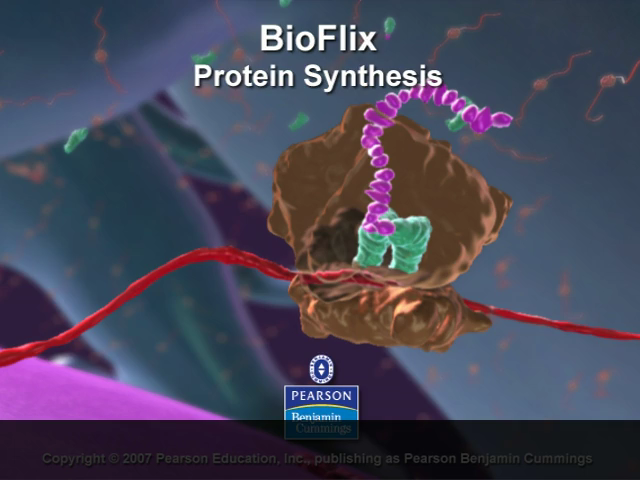 BioFlix
Protein Synthesis
PEARSON
Benjamin
Cummings
Copyright © 2007 Pearson Education, Inc., publishing as Pearson Benjamin Cummings